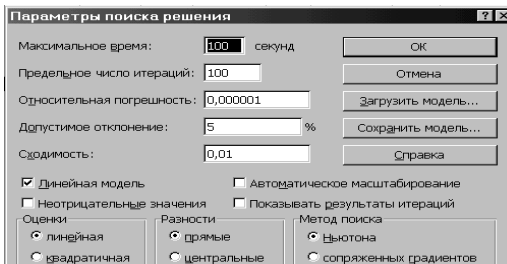 Параметры поиска решения
Максимальное время: 100 секунд ОК
Предельное число итераций: 100 Отмена
Относительная погрешность: 0,000001 Загрузить модель...
Допустимое отклонение: 5 % Сохранить модель...
Сходимость: 0,01 Справка
Линейная модель Автоматическое масштабирование
Неотрицательные значения Показывать результаты итераций
Оценки Разности Метод поиска
линейная прямые Ньютона
квадратичная центральные сопряженных градиентов